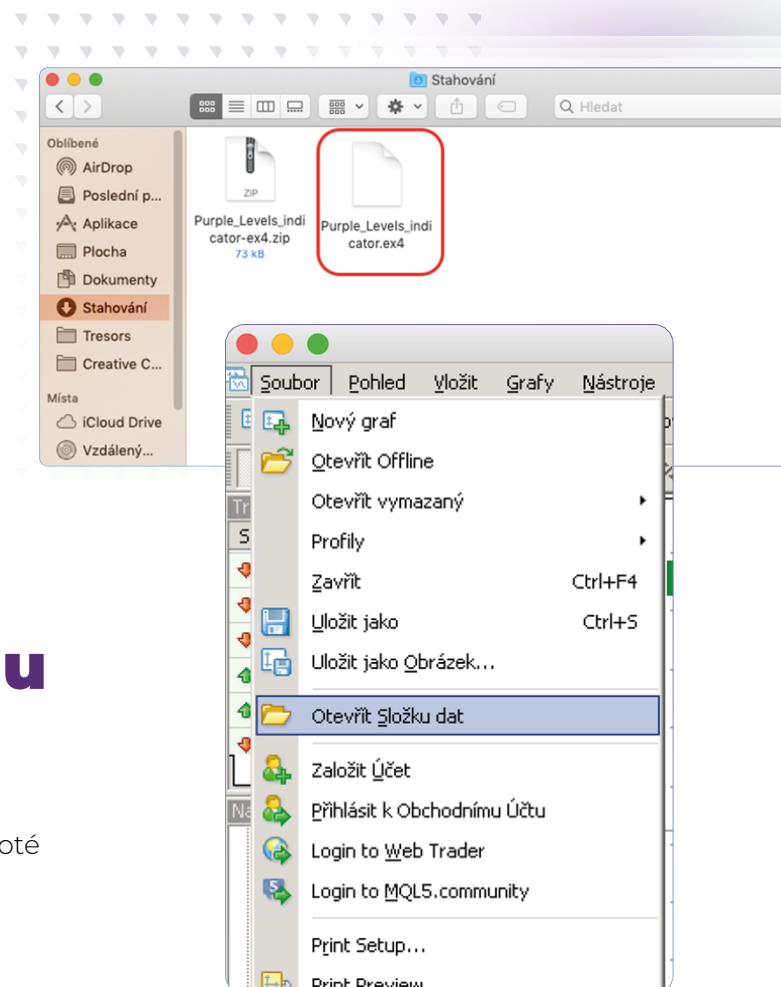 Stahování
Hledat
Oblíbené
AirDrop
Poslední p...
Aplikace
Plocha
Dokumenty
Stahování
Tresors
Creative C...
Místa
iCloud Drive
Vzdálený...
ZIP
Purple_Levels_indi
cator-ex4.zip
73 kB
Purple_Levels_indi
cator.ex4
Soubor Pohled Vložit Grafy Nástroje
Nový graf
Otevřít Offline
Otevřít vymazaný
Profily
Zavřít Ctrl+F4
Uložit jako Ctrl+S
Uložit jako Obrázek...
Otevřít Složku dat
Založit Účet
Přihlásit k Obchodnímu Účtu
Login to Web Trader
Login to MQL5.community
Print Setup...
Print Preview
u
oté